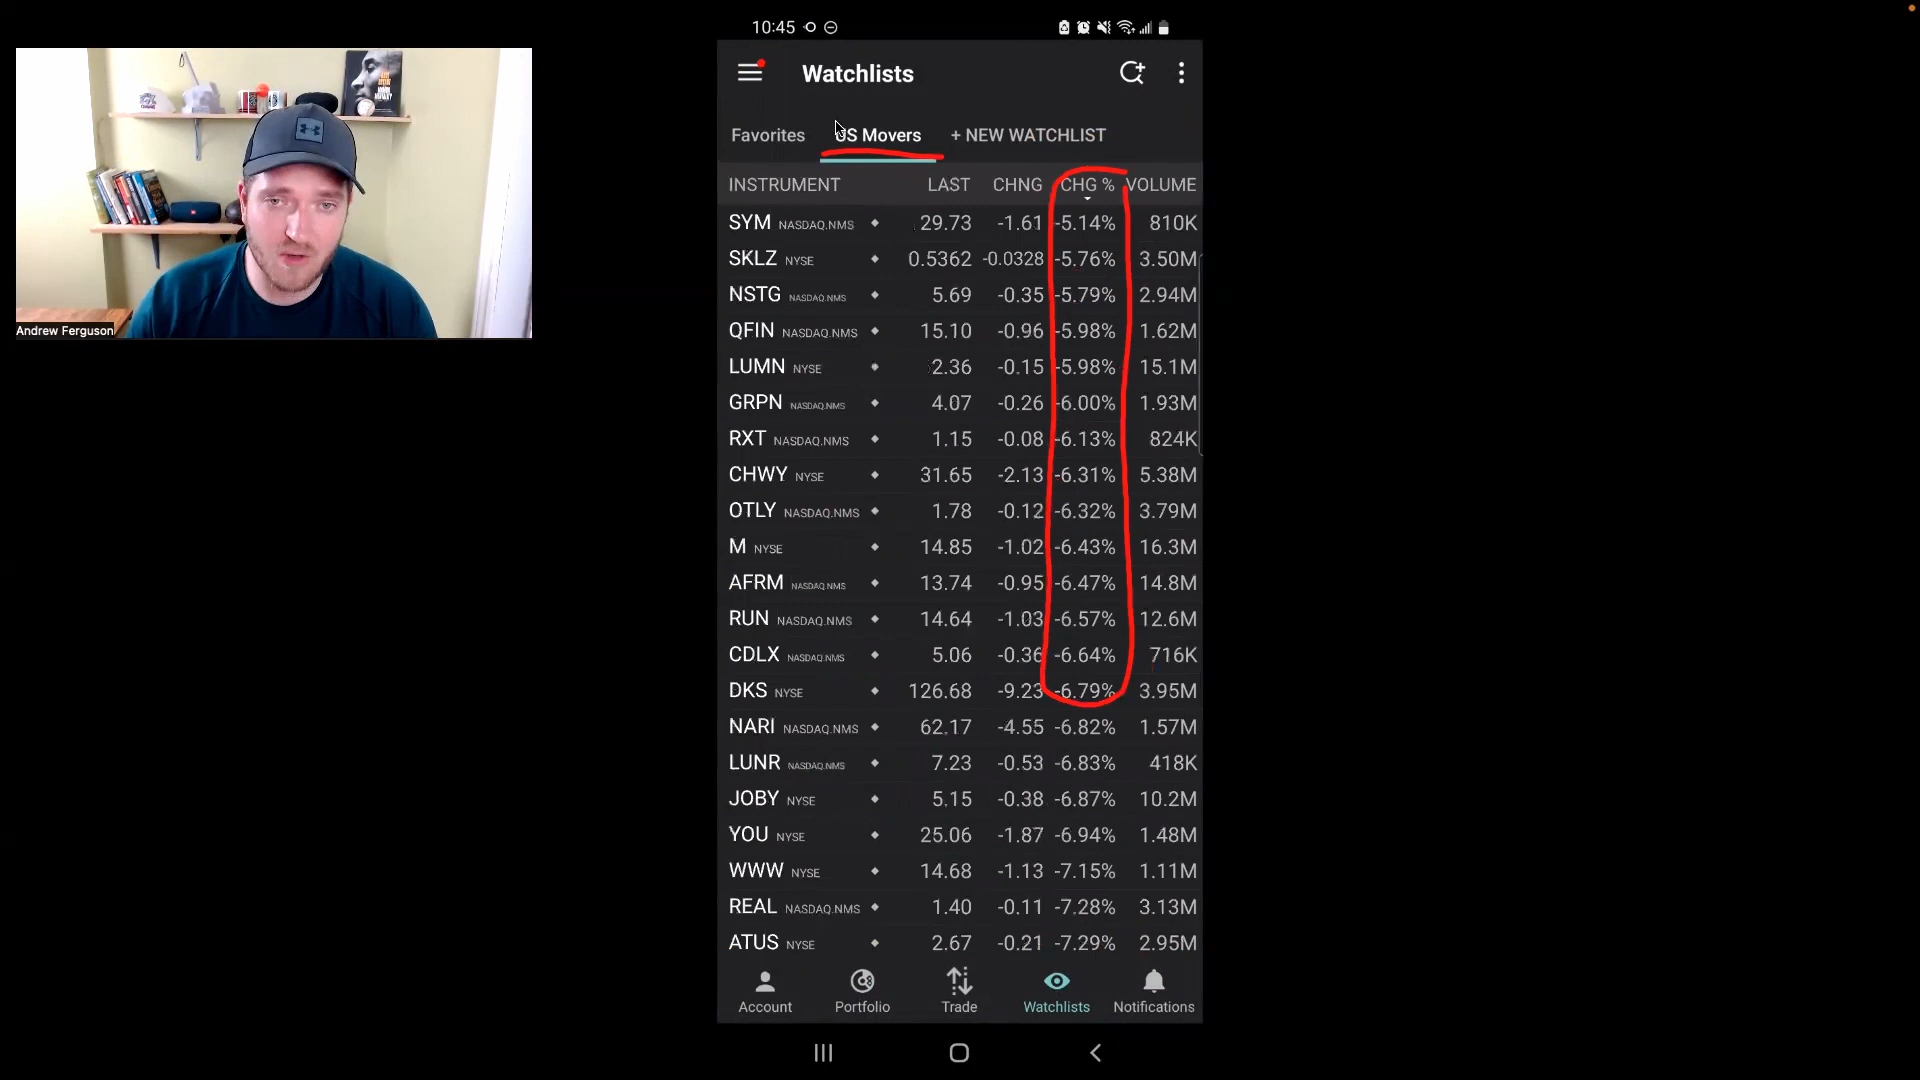 10:45
Watchlists
Favorites US Movers + NEW WATCHLIST
INSTRUMENT LAST CHNG CHG % VOLUME
SYM NASDAQ.NMS 29.73 -1.61 -5.14% 810K
SKLZ NYSE 0.5362 -0.0328 -5.76% 3.50M
NSTG NASDAQ.NMS 5.69 -0.35 -5.79% 2.94M
QFIN NASDAQ.NMS 15.10 -0.96 -5.98% 1.62M
LUMN NYSE 2.36 -0.15 -5.98% 15.1M
GRPN NASDAQ.NMS 4.07 -0.26 -6.00% 1.93M
RXT NASDAQ.NMS 1.15 -0.08 -6.13% 824K
CHWY NYSE 31.65 -2.13 -6.31% 5.38M
OTLY NASDAQ.NMS 1.78 -0.12 -6.32% 3.79M
M NYSE 14.85 -1.02 -6.43% 16.3M
AFRM NASDAQ.NMS 13.74 -0.95 -6.47% 14.8M
RUN NASDAQ.NMS 14.64 -1.03 -6.57% 12.6M
CDLX NASDAQ.NMS 5.06 -0.36 -6.64% 716K
DKS NYSE 126.68 -9.23 -6.79% 3.95M
NARI NASDAQ.NMS 62.17 -4.55 -6.82% 1.57M
LUNR NASDAQ.NMS 7.23 -0.53 -6.83% 418K
JOBY NYSE 5.15 -0.38 -6.87% 10.2M
YOU NYSE 25.06 -1.87 -6.94% 1.48M
WWW NYSE 14.68 -1.13 -7.15% 1.11M
REAL NASDAQ.NMS 1.40 -0.11 -7.28% 3.13M
ATUS NYSE 2.67 -0.21 -7.29% 2.95M
Account Portfolio Trade Watchlists Notifications
Andrew Ferguson